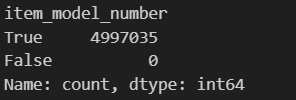 item_model_number
True     4997035
False          0
Name: count, dtype: int64